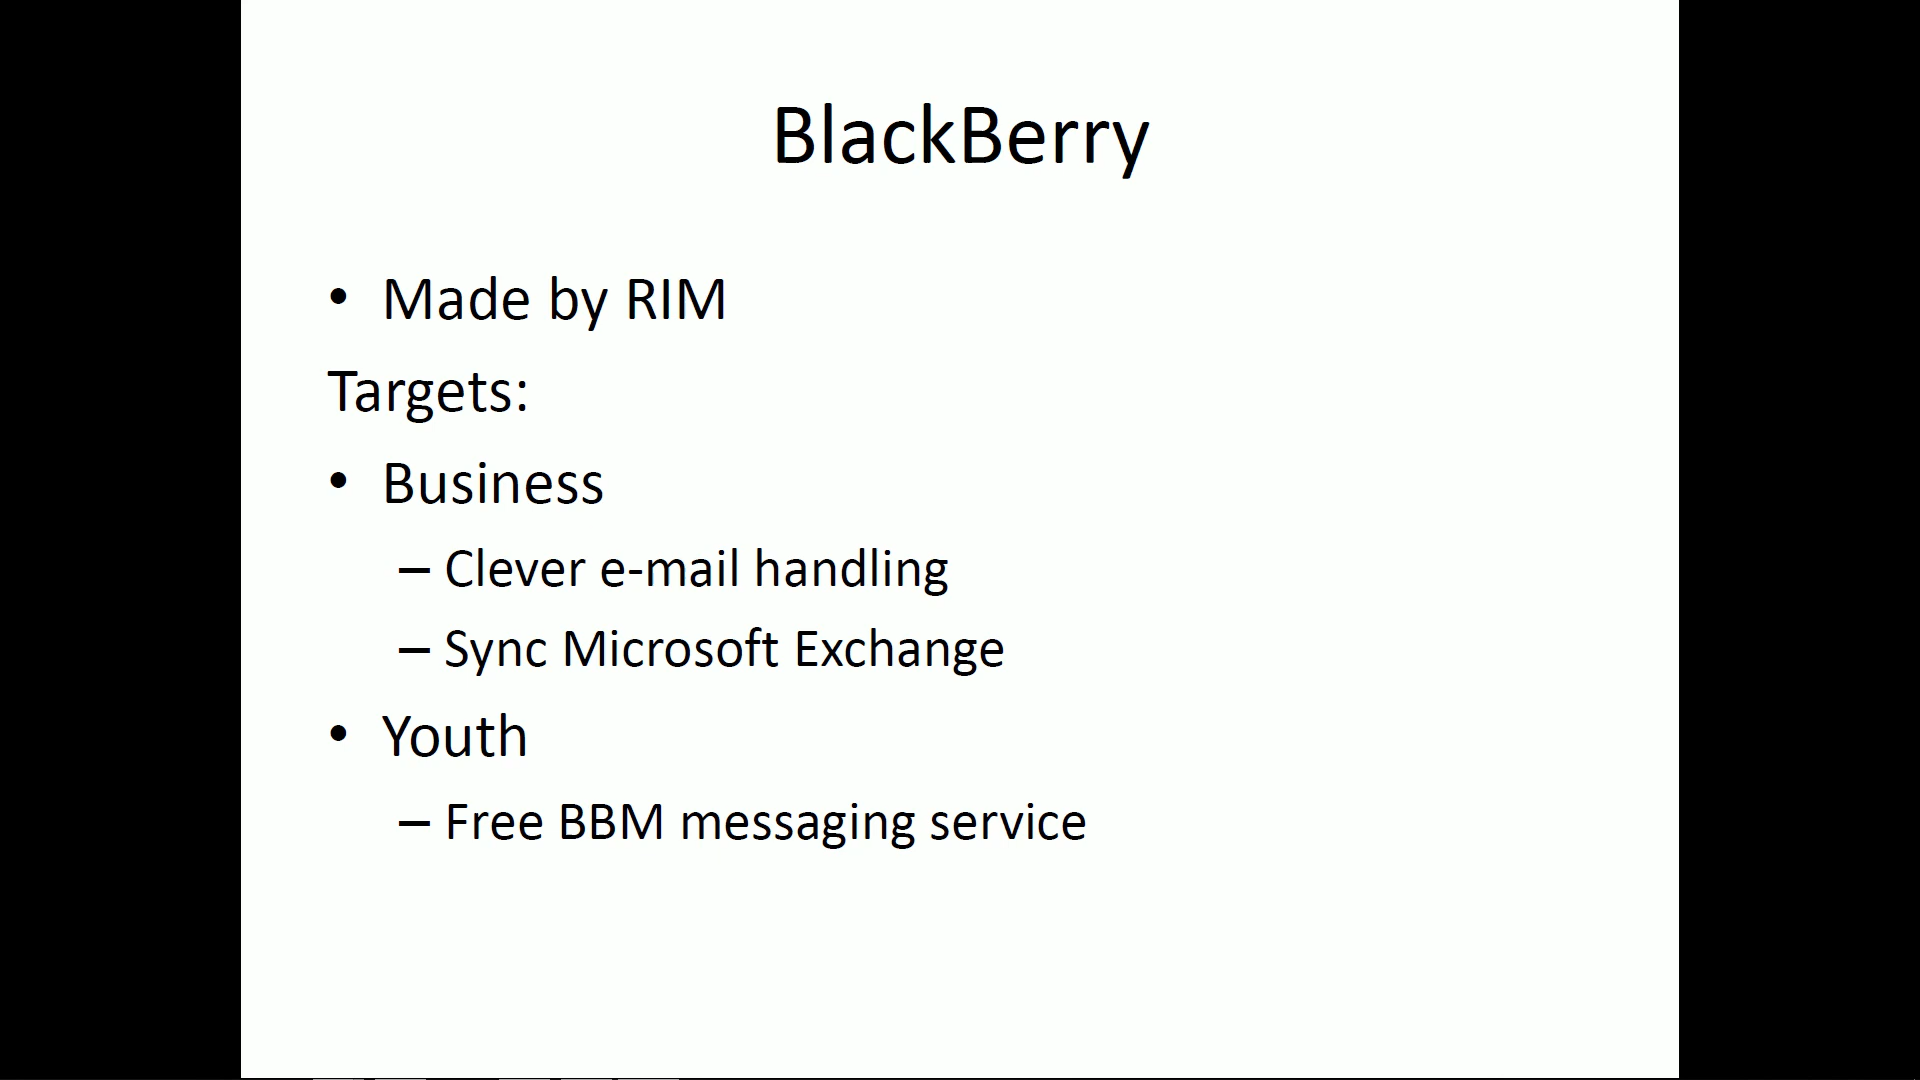 BlackBerry
• Made by RIM
Targets:
• Business
– Clever e-mail handling
– Sync Microsoft Exchange
• Youth
– Free BBM messaging service